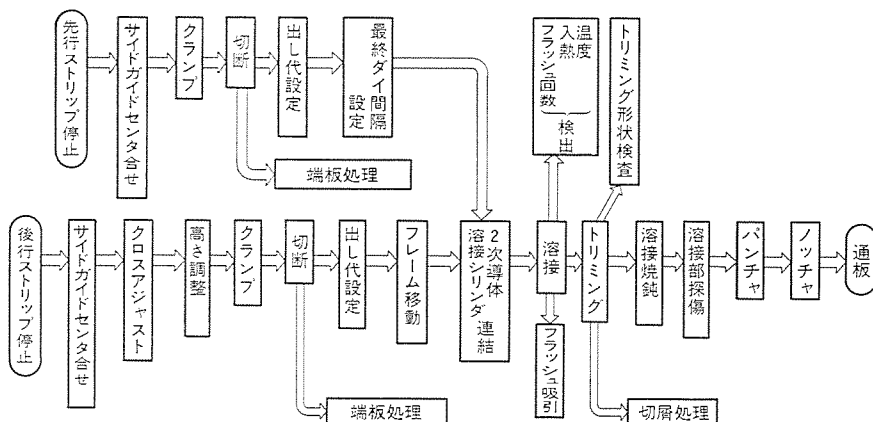 先行ストリップ停止
サイドガイドセンタ合せ
クランプ
切断
出し代設定
最終ダイ間隔
設定
端板処理
温度
入熱
フラッシュ回数
検出
トリミング形状検査
後行ストリップ停止
サイドガイドセンタ合せ
クロスアジャスト
高さ調整
クランプ
切断
出し代設定
フレーム移動
2次導体
溶接シリンダ
連結
溶接
トリミング
溶接焼鈍
溶接部探傷
パンチャ
ノッチャ
通板
端板処理
フラッシュ吸引
切屑処理